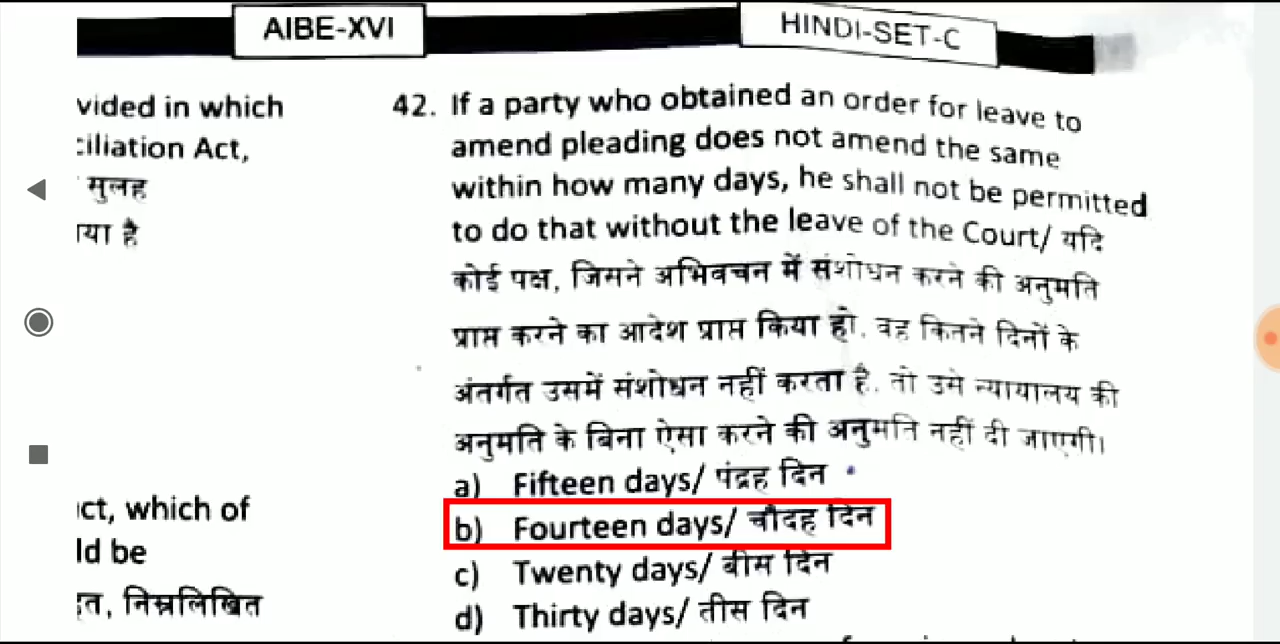 AIBE-XVI
HINDI-SET-C
vided in which
ciliation Act,
सुलह
गया है
ct, which of
ld be
निम्नलिखित
42. If a party who obtained an order for leave to
amend pleading does not amend the same
within how many days, he shall not be permitted
to do that without the leave of the Court/ यदि
कोई पक्ष, जिसने अभिवचन में संशोधन करने की अनुमति
प्राप्त करने का आदेश प्राप्त किया हो, वह कितने दिनों के
अंतर्गत उसमें संशोधन नहीं करता है, तो उसे न्यायालय की
अनुमति के बिना ऐसा करने की अनुमति नहीं दी जाएगी।
a) Fifteen days/ पंद्रह दिन
b) Fourteen days/ चौदह दिन
c) Twenty days/ बीस दिन
d) Thirty days/ तीस दिन